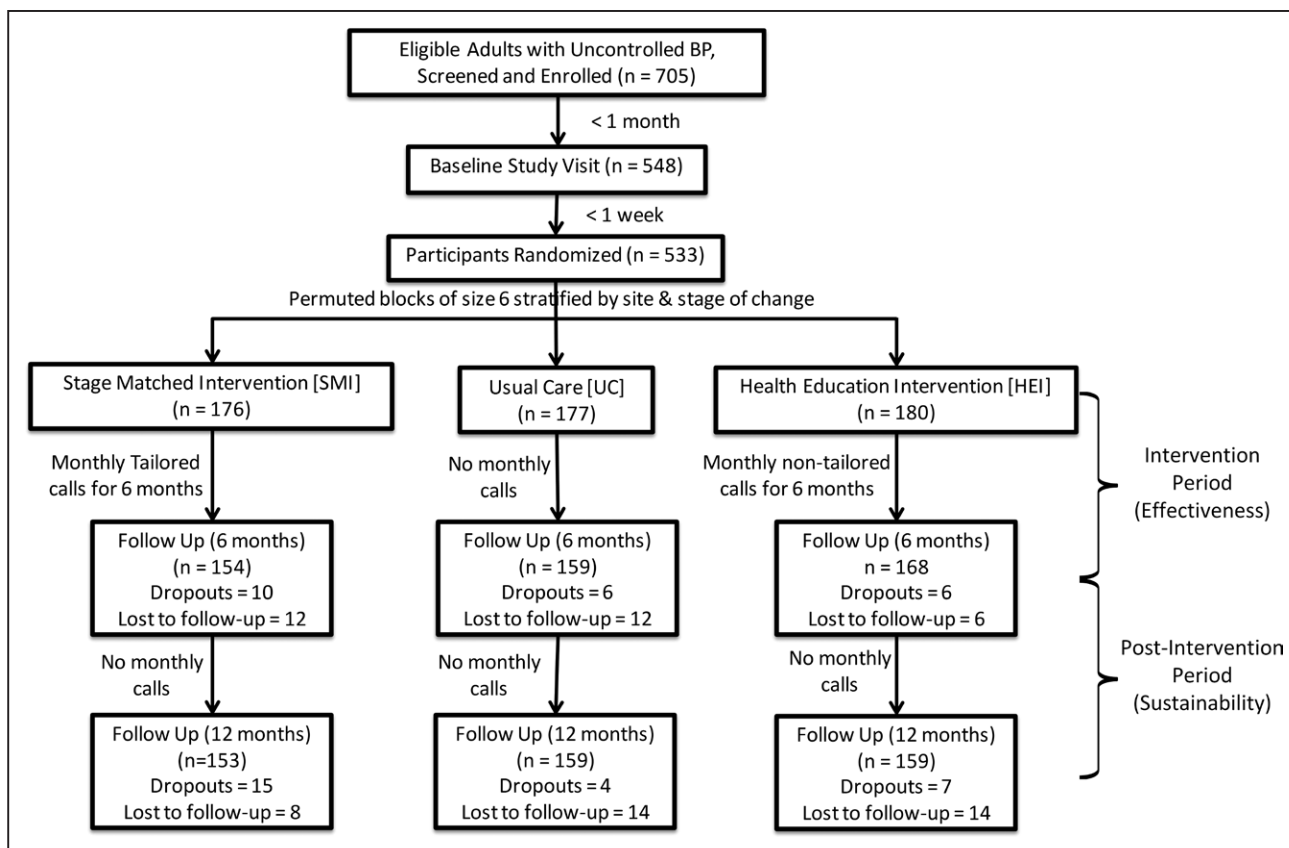 Eligible Adults with Uncontrolled BP,
Screened and Enrolled (n = 705)
< 1 month
Baseline Study Visit (n = 548)
< 1 week
Participants Randomized (n = 533)
Permuted blocks of size 6 stratified by site & stage of change
Stage Matched Intervention [SMI]
(n = 176)
Usual Care [UC]
(n = 177)
Health Education Intervention [HEI]
(n = 180)
Monthly Tailored
calls for 6 months
No monthly
calls
Monthly non-tailored
calls for 6 months
Intervention
Period
(Effectiveness)
Follow Up (6 months)
(n = 154)
Dropouts = 10
Lost to follow-up = 12
Follow Up (6 months)
(n = 159)
Dropouts = 6
Lost to follow-up = 12
Follow Up (6 months)
n = 168
Dropouts = 6
Lost to follow-up = 6
No monthly
calls
No monthly
calls
No monthly
calls
Post-Intervention
Period
(Sustainability)
Follow Up (12 months)
(n=153)
Dropouts = 15
Lost to follow-up = 8
Follow Up (12 months)
(n = 159)
Dropouts = 4
Lost to follow-up = 14
Follow Up (12 months)
(n = 159)
Dropouts = 7
Lost to follow-up = 14